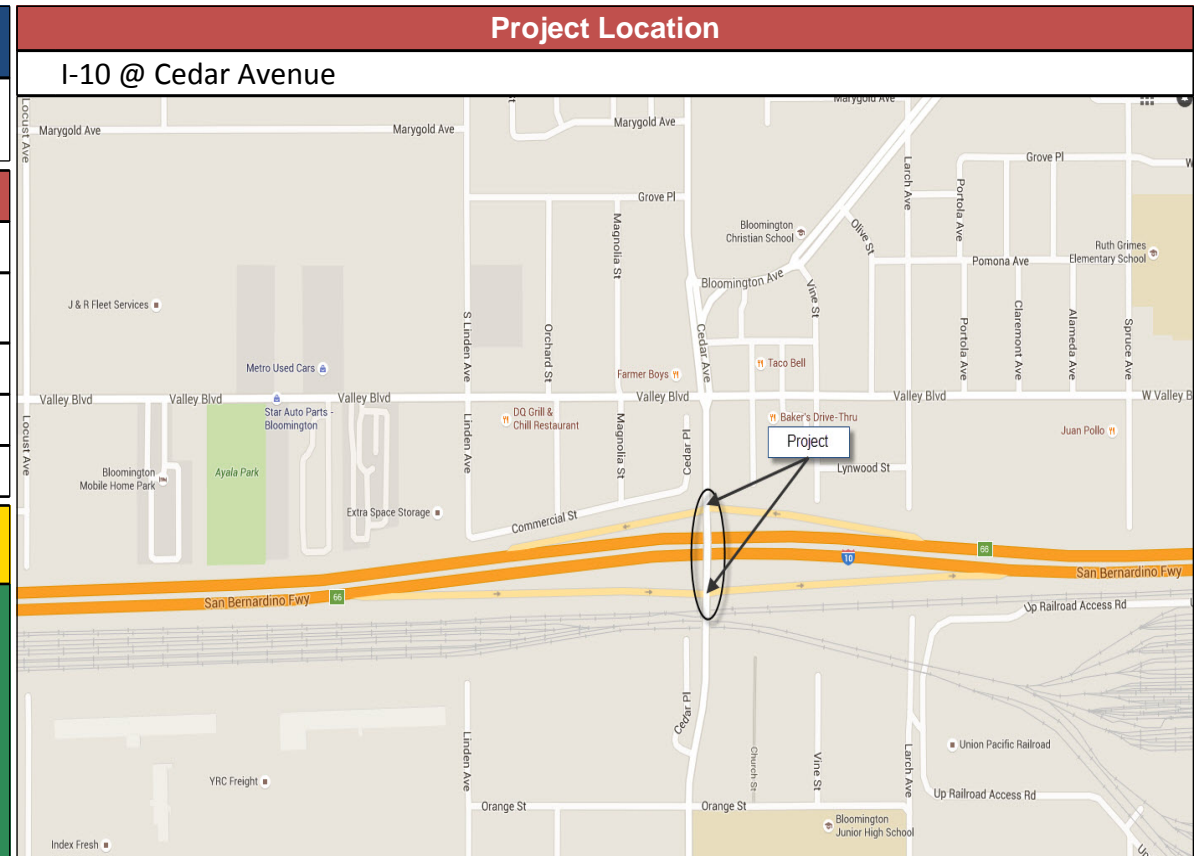 Project Location
I-10 @ Cedar Avenue
Locust Ave
Marygold Ave
Marygold Ave
Marygold Ave
Marygold Ave
Grove Pl
Grove Pl
Larch Ave
Portola Ave
Magnolia St
Bloomington
Christian School
Olive St
Ruth Grimes
Elementary School
Pomona Ave
Bloomington Ave
Vine St
J & R Fleet Services
S Linden Ave
Orchard St
Cedar Ave
Portola Ave
Claremont Ave
Alameda Ave
Spruce Ave
Metro Used Cars
Farmer Boys
Taco Bell
Valley Blvd
Valley Blvd
Valley Blvd
Valley Blvd
Valley Blvd
W Valley B
Star Auto Parts -
Bloomington
DQ Grill &
Chill Restaurant
Baker's Drive-Thru
Juan Pollo
Locust Ave
Linden Ave
Magnolia St
Cedar Pl
Project
Lynwood St
Bloomington
Mobile Home Park
Ayala Park
Extra Space Storage
Commercial St
66
10
San Bernardino Fwy
66
San Bernardino Fwy
Up Railroad Access Rd
Cedar Pl
Linden Ave
Church St
Vine St
Larch Ave
Union Pacific Railroad
YRC Freight
Up Railroad Access Rd
Orange St
Orange St
Bloomington
Junior High School
Index Fresh